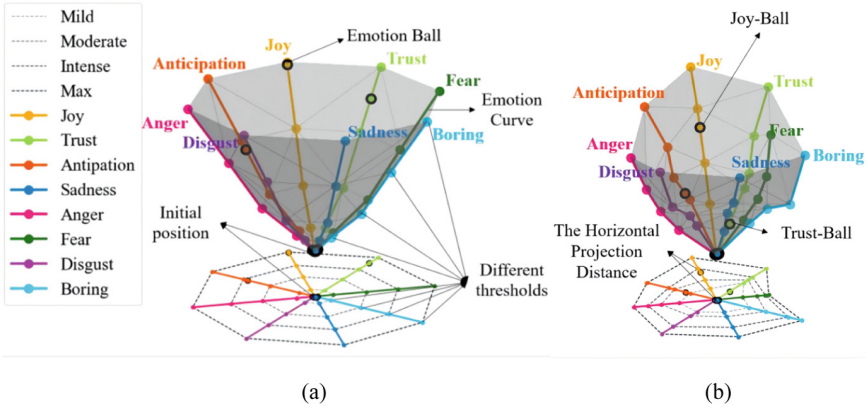 Mild
Moderate
Intense
Max
Joy
Trust
Antipation
Sadness
Anger
Fear
Disgust
Boring
Joy
Emotion Ball
Trust
Anticipation
Fear
Anger
Emotion
Curve
Disgust
Sadness
Boring
Initial
position
Different
thresholds
(a)
Joy-Ball
Joy
Trust
Anticipation
Fear
Anger
Disgust
Sadness
Boring
The Horizontal
Projection
Distance
Trust-Ball
(b)